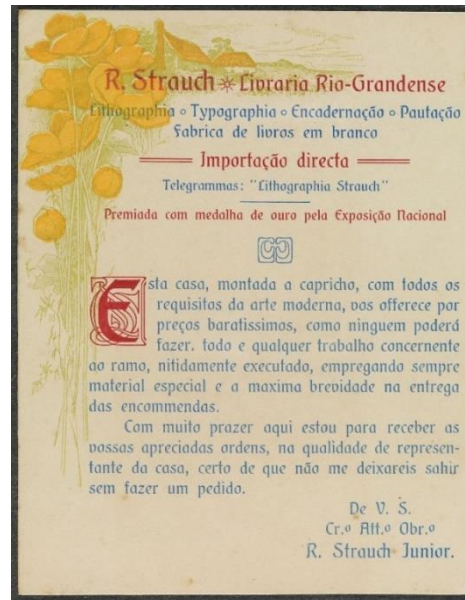 R. Strauch * Livraria Rio-Grandense
Lithographia o Typographia o Encadernação o Pautação
Fabrica de livros em branco
Importação directa
Telegrammas: "Lithographia Strauch"
Premiada com medalha de ouro pela Exposição Nacional
Esta casa, montada a capricho, com todos os
requisitos da arte moderna, vos offerece por
preços baratissimos, como ninguem poderá
fazer. todo e qualquer trabalho concernente
ao ramo, nitidamente executado, empregando sempre
material especial e a maxima brevidade na entrega
das encommendas.
Com muito prazer aqui estou para receber as
vossas apreciadas ordens, na qualidade de represen-
tante da casa, certo de que não me deixareis sahir
sem fazer um pedido.
De V. S.
Cr.o Att.o Obr.o
R. Strauch Junior.